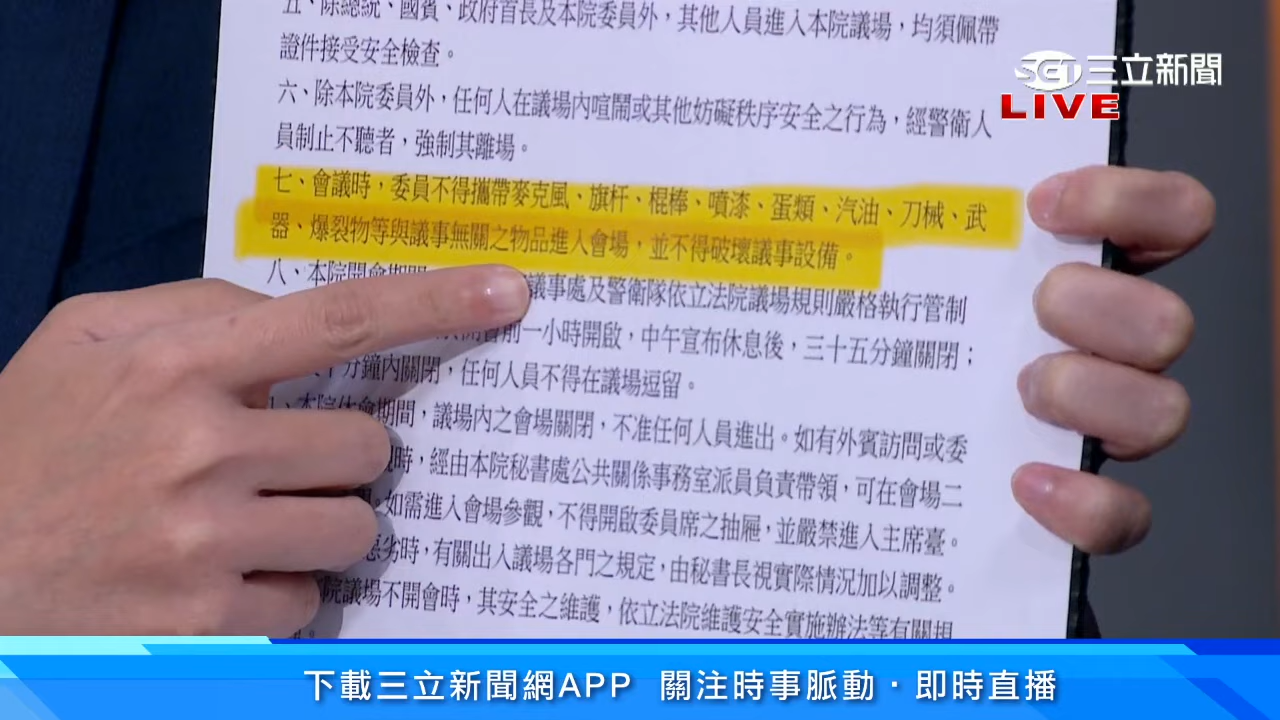 五、除總統、國賓、政府首長及本院委員外，其他人員進入本院議場，均須佩帶
證件接受安全檢查。
SET三立新聞
LIVE
六、除本院委員外，任何人在議場內喧鬧或其他妨礙秩序安全之行為，經警衛人
員制止不聽者，強制其離場。
七、會議時，委員不得攜帶麥克風、旗杆、棍棒、噴漆、蛋類、汽油、刀械、武
器、爆裂物等與議事無關之物品進入會場，並不得破壞議事設備。
八、本院開會期間 議事處及警衛隊依立法院議場規則嚴格執行管制
前一小時開啟，中午宣布休息後，三十五分鐘關閉；
十分鐘內關閉，任何人員不得在議場逗留。
本院休會期間，議場內之會場關閉，不准任何人員進出。如有外賓訪問或委
時，經由本院秘書處公共關係事務室派員負責帶領，可在會場二
。如需進入會場參觀，不得開啟委員席之抽屜，並嚴禁進入主席臺。
惡劣時，有關出入議場各門之規定，由秘書長視實際情況加以調整。
院議場不開會時，其安全之維護，依立法院維護安全實施辦法等有關規
下載三立新聞網APP 關注時事脈動・即時直播